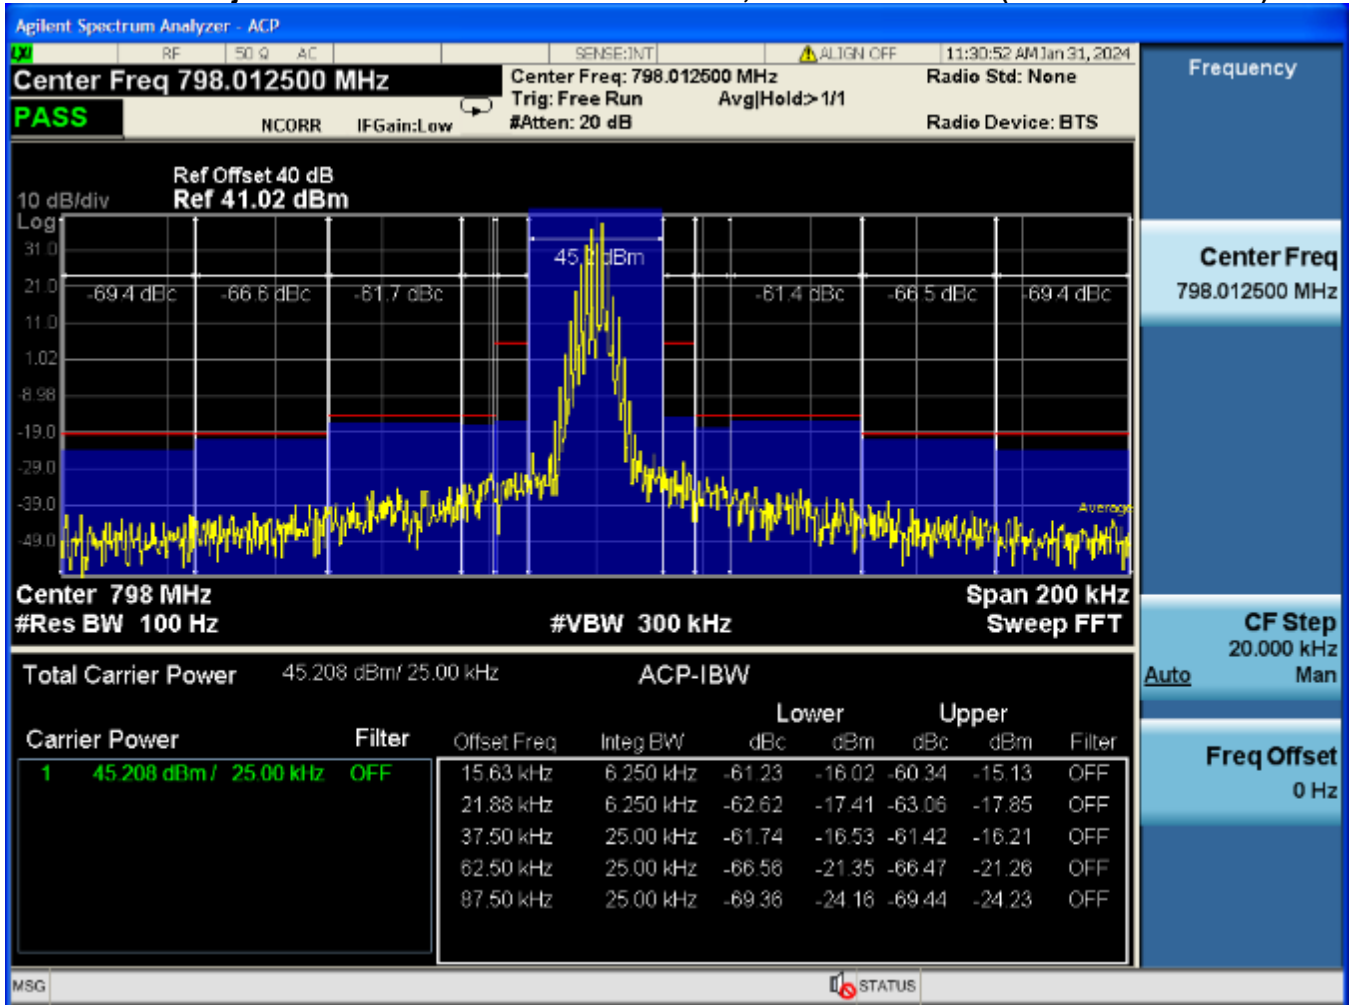 Agilent Spectrum Analyzer - ACP
LXI RF 50 Ω AC SENSE:INT ALIGN OFF 11:30:52 AM Jan 31, 2024
Center Freq 798.012500 MHz
Center Freq: 798.012500 MHz
Radio Std: None
Trig: Free Run Avg|Hold:>1/1
PASS
NCORR IFGain:Low #Atten: 20 dB Radio Device: BTS
Ref Offset 40 dB
10 dB/div Ref 41.02 dBm
Log
31.0
45.2 dBm
21.0
-69.4 dBc -66.6 dBc -61.7 dBc -61.4 dBc -66.5 dBc -69.4 dBc
11.0
1.02
-8.98
-19.0
-29.0
-39.0
Average
-49.0
Center 798 MHz Span 200 kHz
#Res BW 100 Hz #VBW 300 kHz Sweep FFT
Total Carrier Power 45.208 dBm/ 25.00 kHz ACP-IBW
Lower Upper
Carrier Power Filter Offset Freq Integ BW dBc dBm dBc dBm Filter
1 45.208 dBm / 25.00 kHz OFF 15.63 kHz 6.250 kHz -61.23 -16.02 -60.34 -15.13 OFF
21.88 kHz 6.250 kHz -62.62 -17.41 -63.06 -17.85 OFF
37.50 kHz 25.00 kHz -61.74 -16.53 -61.42 -16.21 OFF
62.50 kHz 25.00 kHz -66.56 -21.35 -66.47 -21.26 OFF
87.50 kHz 25.00 kHz -69.36 -24.16 -69.44 -24.23 OFF
MSG STATUS
Frequency
Center Freq
798.012500 MHz
CF Step
20.000 kHz
Auto Man
Freq Offset
0 Hz